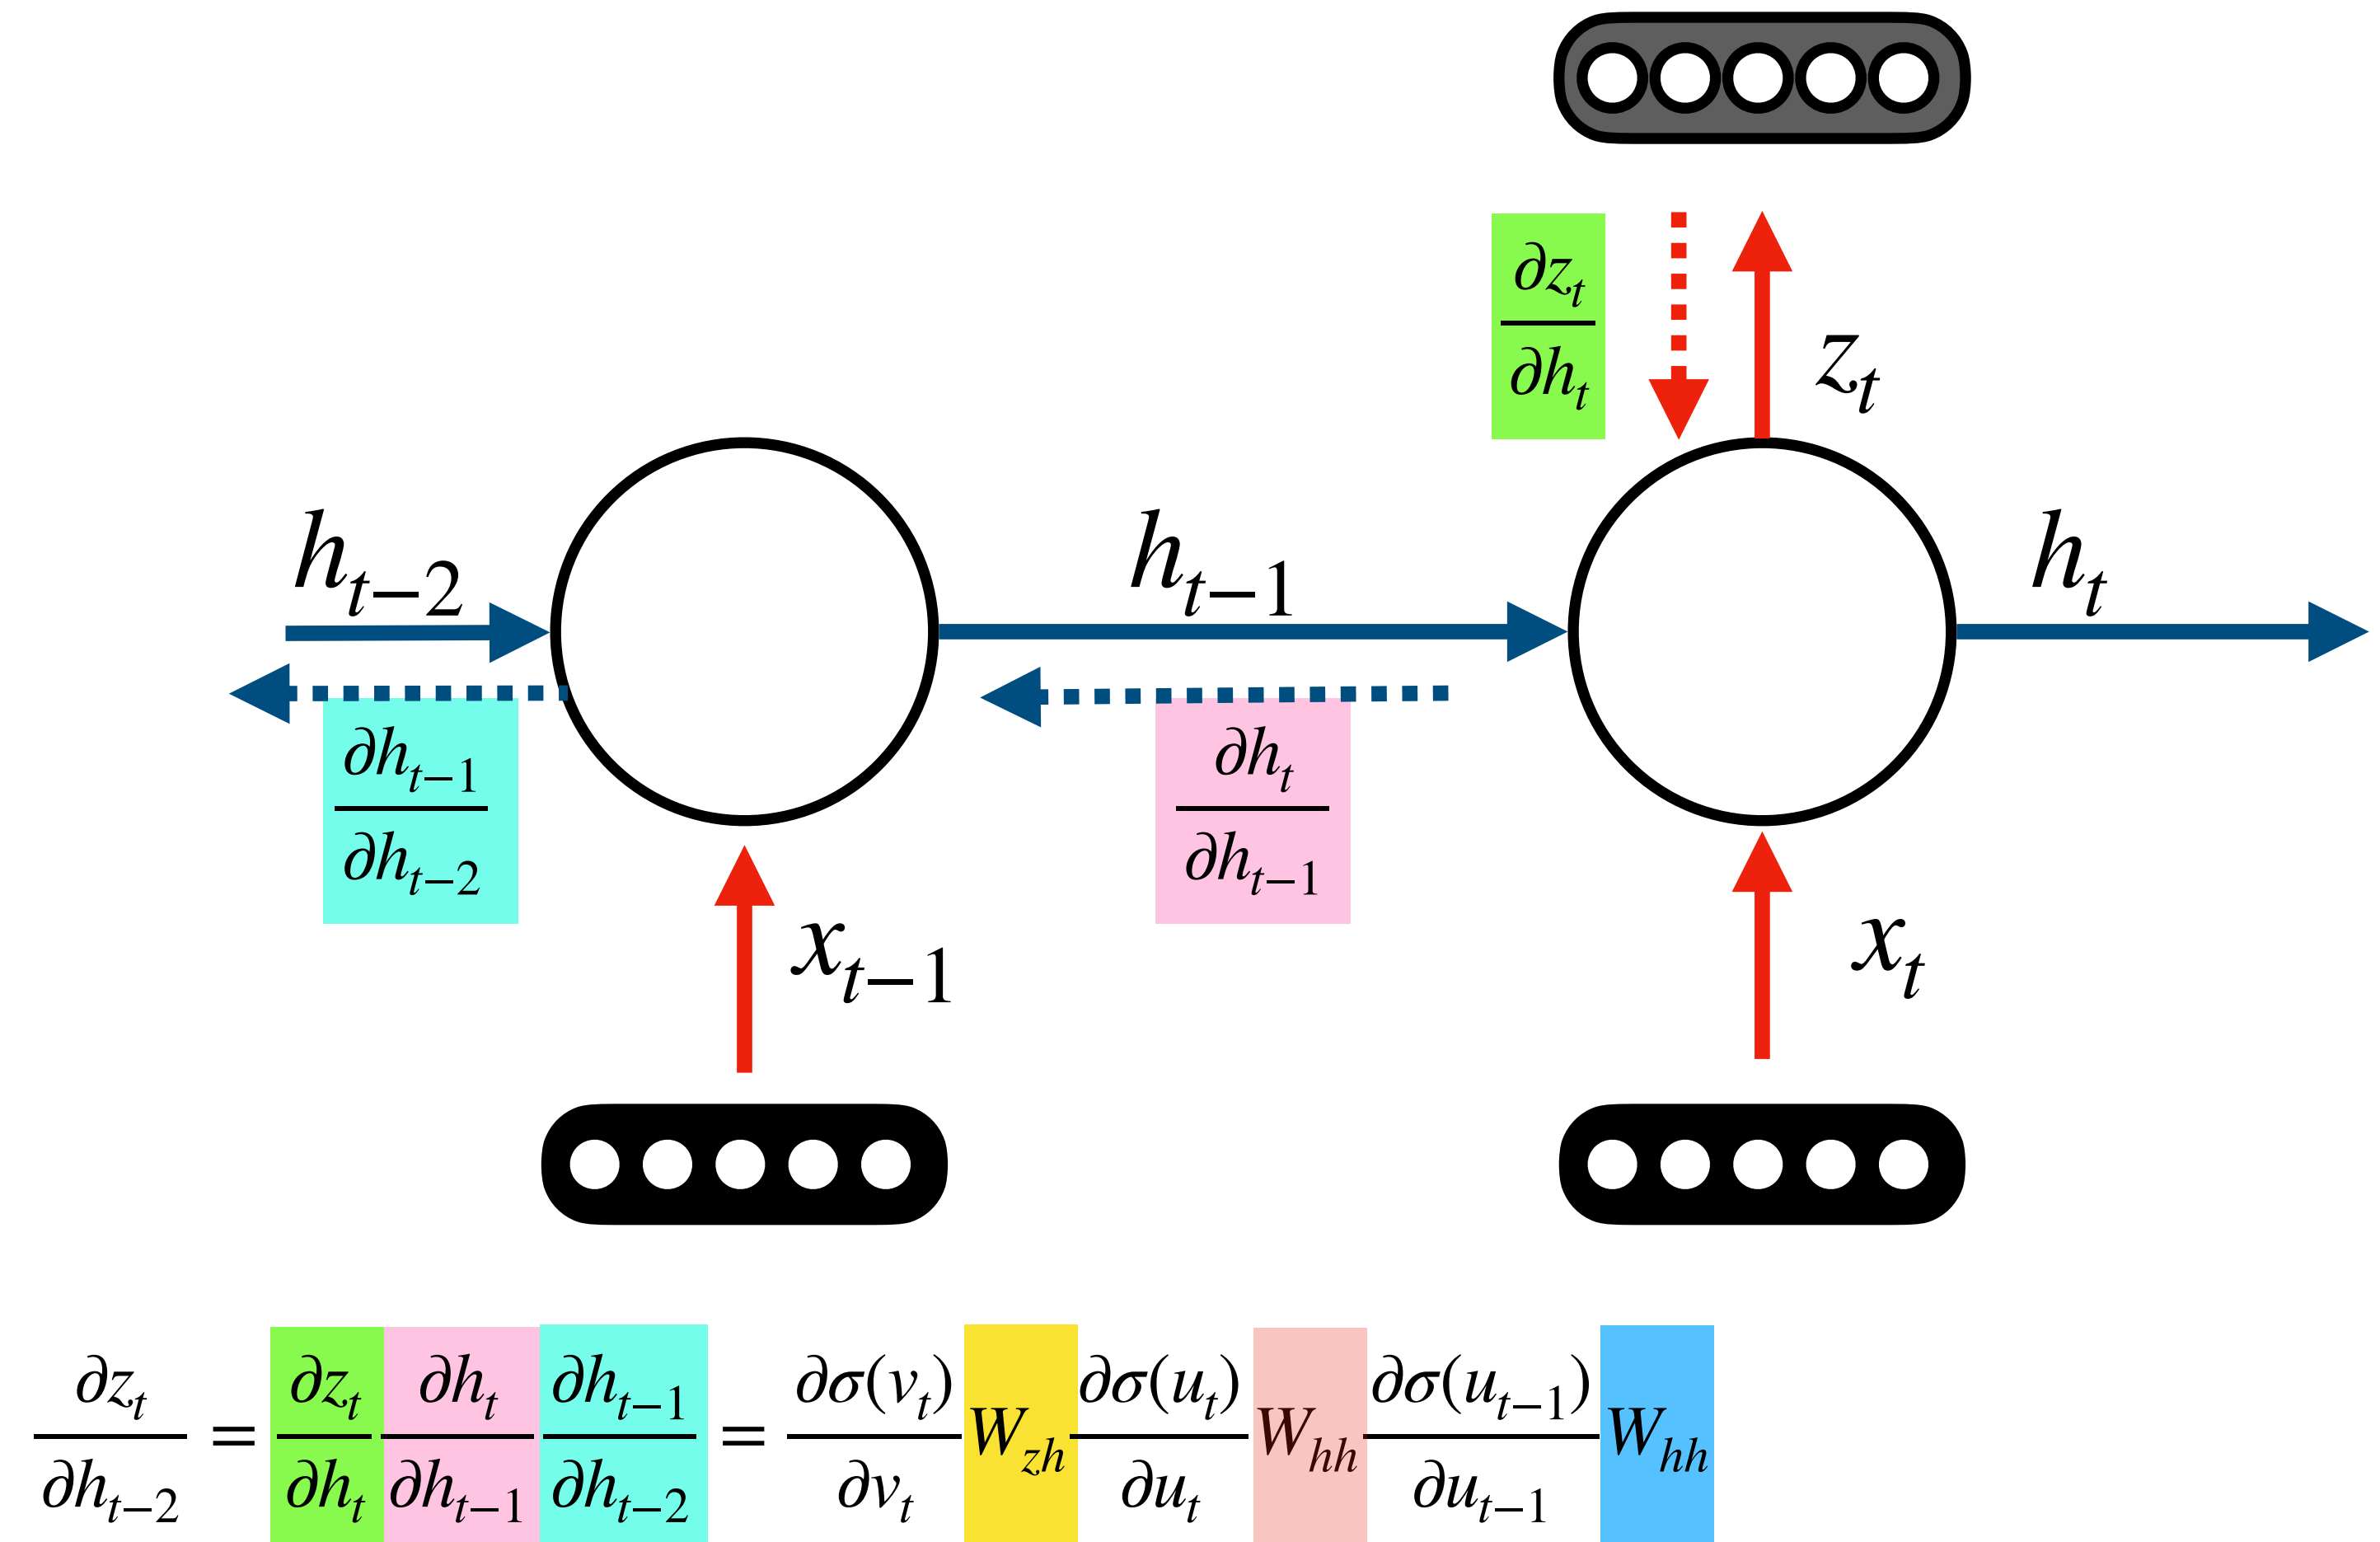 ∂z_t/∂h_t
z_t
h_{t−2}
h_{t−1}
h_t
∂h_{t−1}/∂h_{t−2}
∂h_t/∂h_{t−1}
x_{t−1}
x_t
∂z_t/∂h_{t−2} = ∂z_t/∂h_t ∂h_t/∂h_{t−1} ∂h_{t−1}/∂h_{t−2} = ∂σ(v_t)/∂v_t W_{zh} ∂σ(u_t)/∂u_t W_{hh} ∂σ(u_{t−1})/∂u_{t−1} W_{hh}